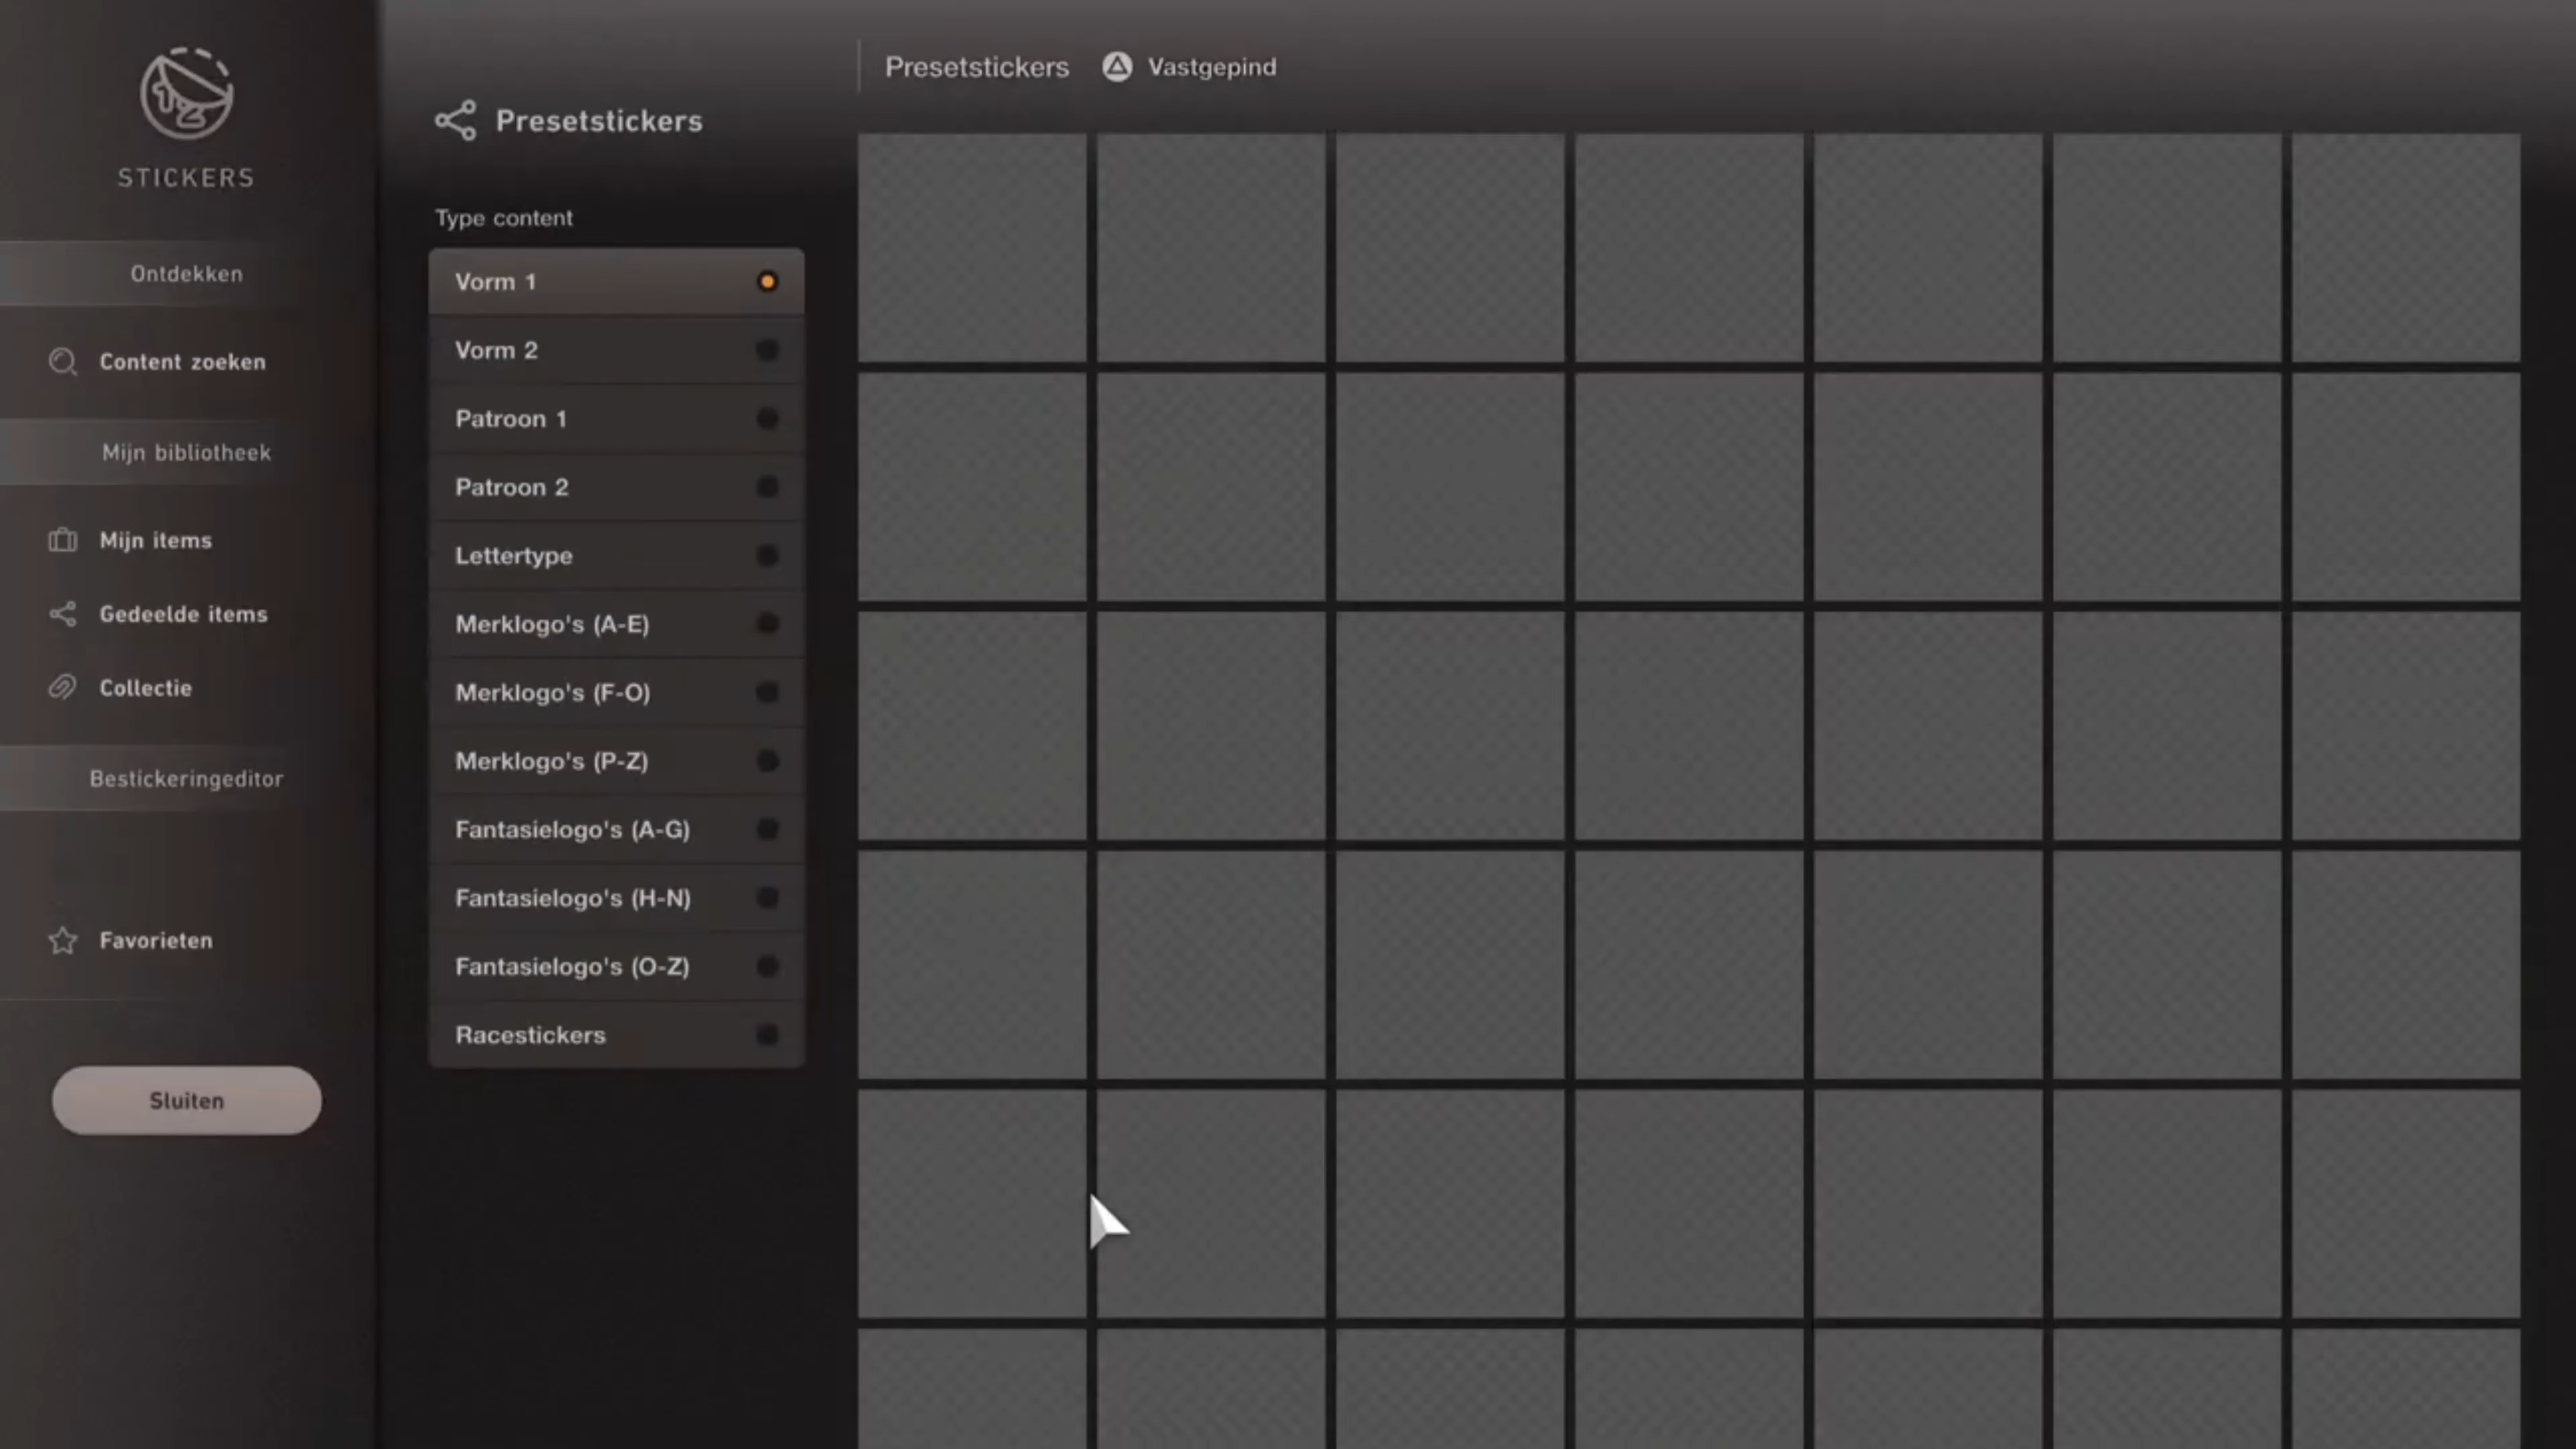 STICKERS
Ontdekken
Content zoeken
Mijn bibliotheek
Mijn items
Gedeelde items
Collectie
Bestickeringeditor
Favorieten
Sluiten
Presetstickers
Type content
Vorm 1
Vorm 2
Patroon 1
Patroon 2
Lettertype
Merklogo's (A-E)
Merklogo's (F-O)
Merklogo's (P-Z)
Fantasielogo's (A-G)
Fantasielogo's (H-N)
Fantasielogo's (O-Z)
Racestickers
Presetstickers Vastgepind